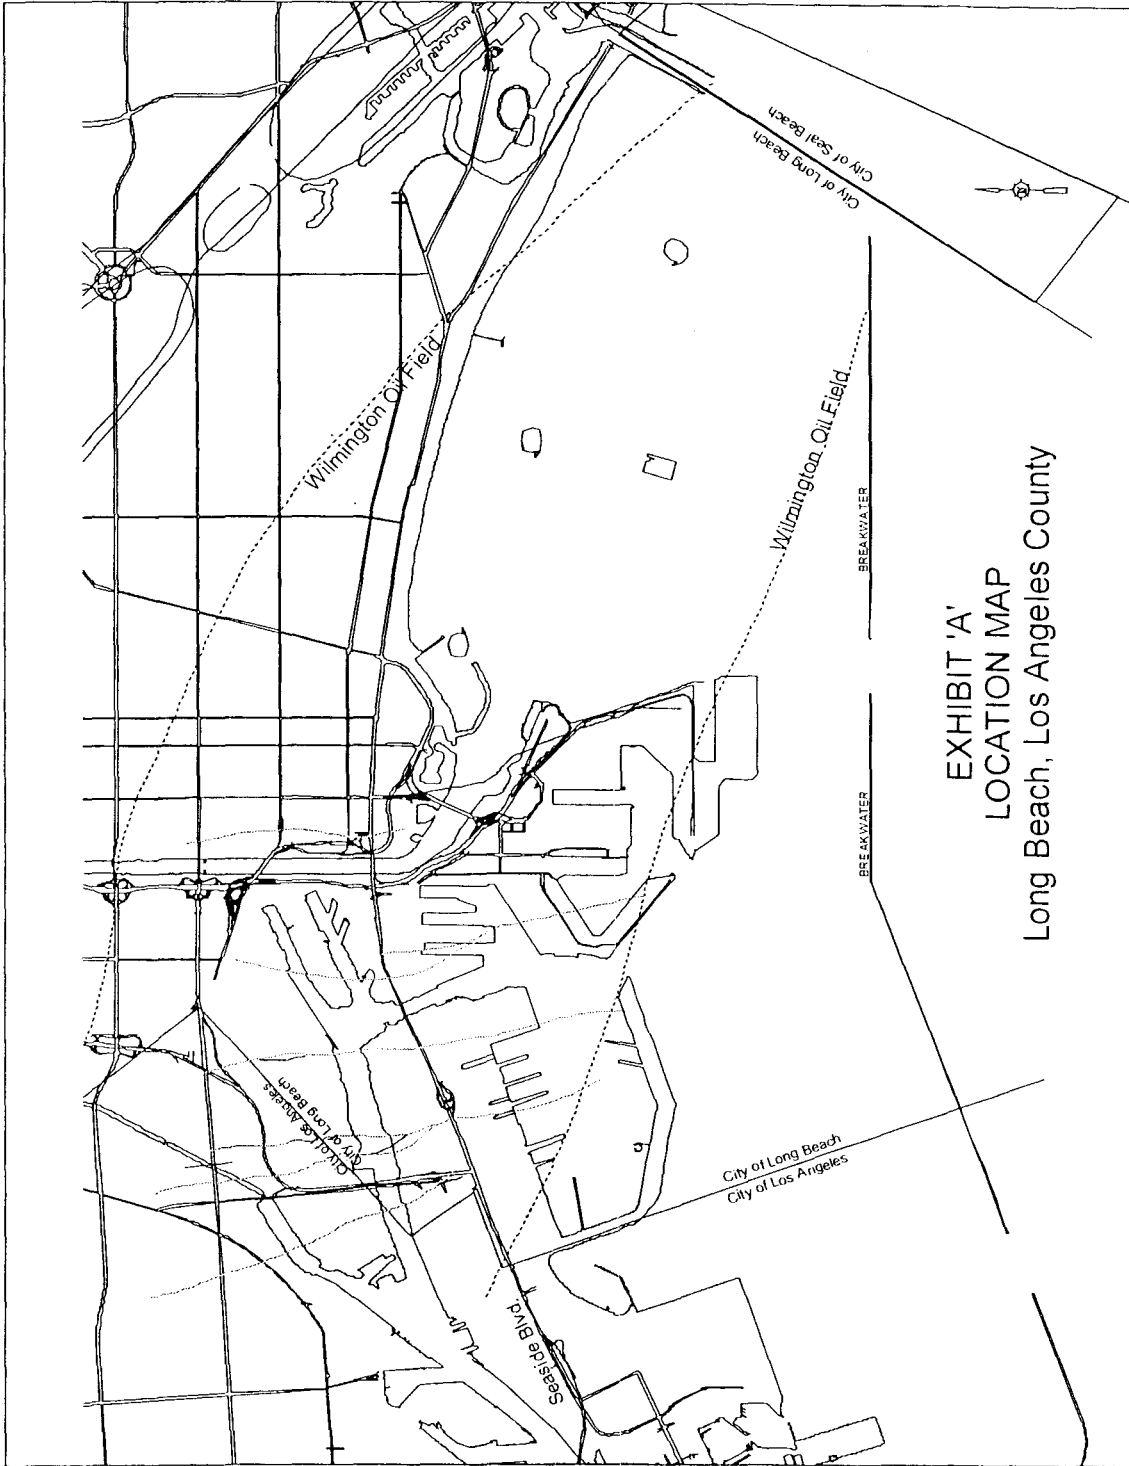 City of Seal Beach
City of Long Beach
Wilmington Oil Field
Wilmington Oil Field
BREAKWATER
BREAKWATER
City of Los Angeles
City of Long Beach
City of Long Beach
City of Los Angeles
Seaside Blvd.
EXHIBIT 'A'
LOCATION MAP
Long Beach, Los Angeles County